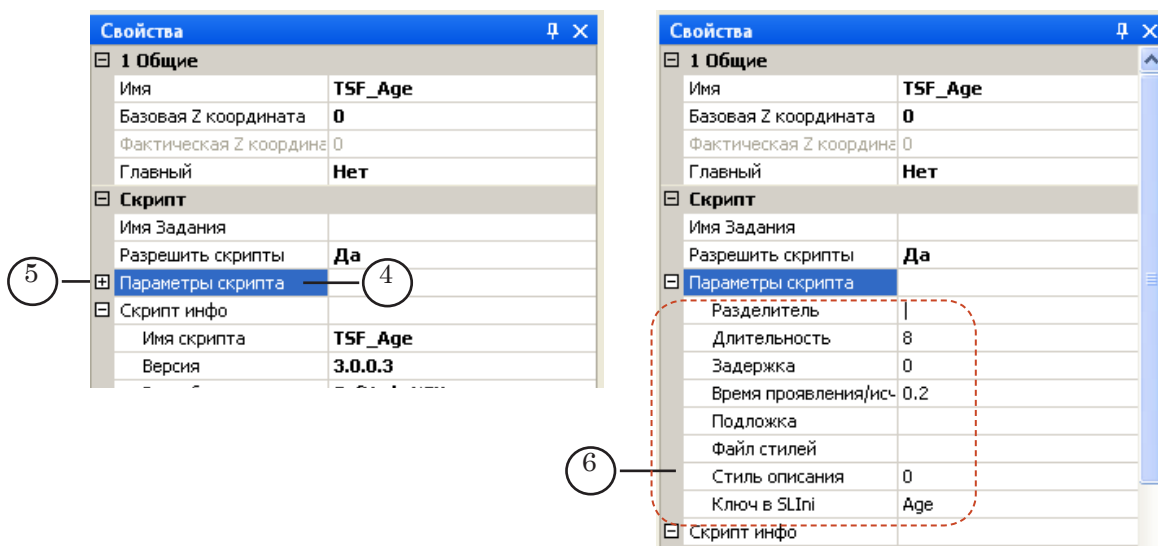 Свойства
1 Общие
Имя TSF_Age
Базовая Z координата 0
Фактическая Z координа 0
Главный Нет
Скрипт
Имя Задания
Разрешить скрипты Да
5 Параметры скрипта 4
Скрипт инфо
Имя скрипта TSF_Age
Версия 3.0.0.3
Свойства
1 Общие
Имя TSF_Age
Базовая Z координата 0
Фактическая Z координа 0
Главный Нет
Скрипт
Имя Задания
Разрешить скрипты Да
Параметры скрипта
Разделитель |
Длительность 8
Задержка 0
Время проявления/исч 0.2
Подложка
Файл стилей
6 Стиль описания 0
Ключ в SLIni Age
Скрипт инфо